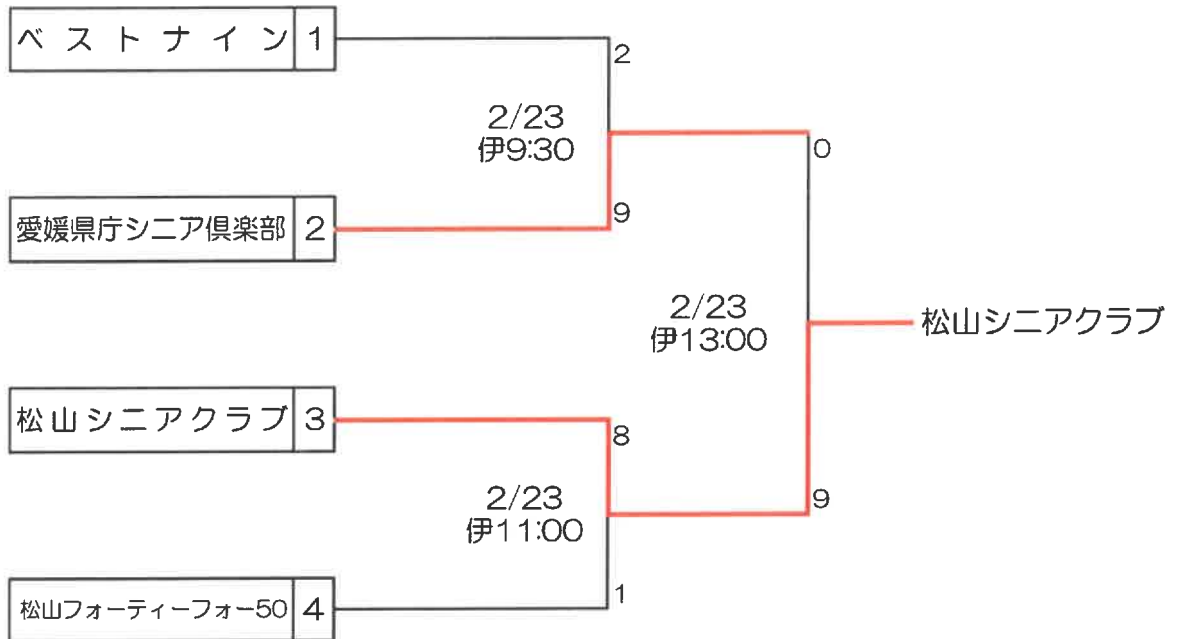 ベストナイン 1
2
2/23
伊9:30
0
愛媛県庁シニア倶楽部 2
9
2/23
伊13:00
松山シニアクラブ
松山シニアクラブ 3
8
2/23
伊11:00
9
松山フォーティーフォー50 4
1